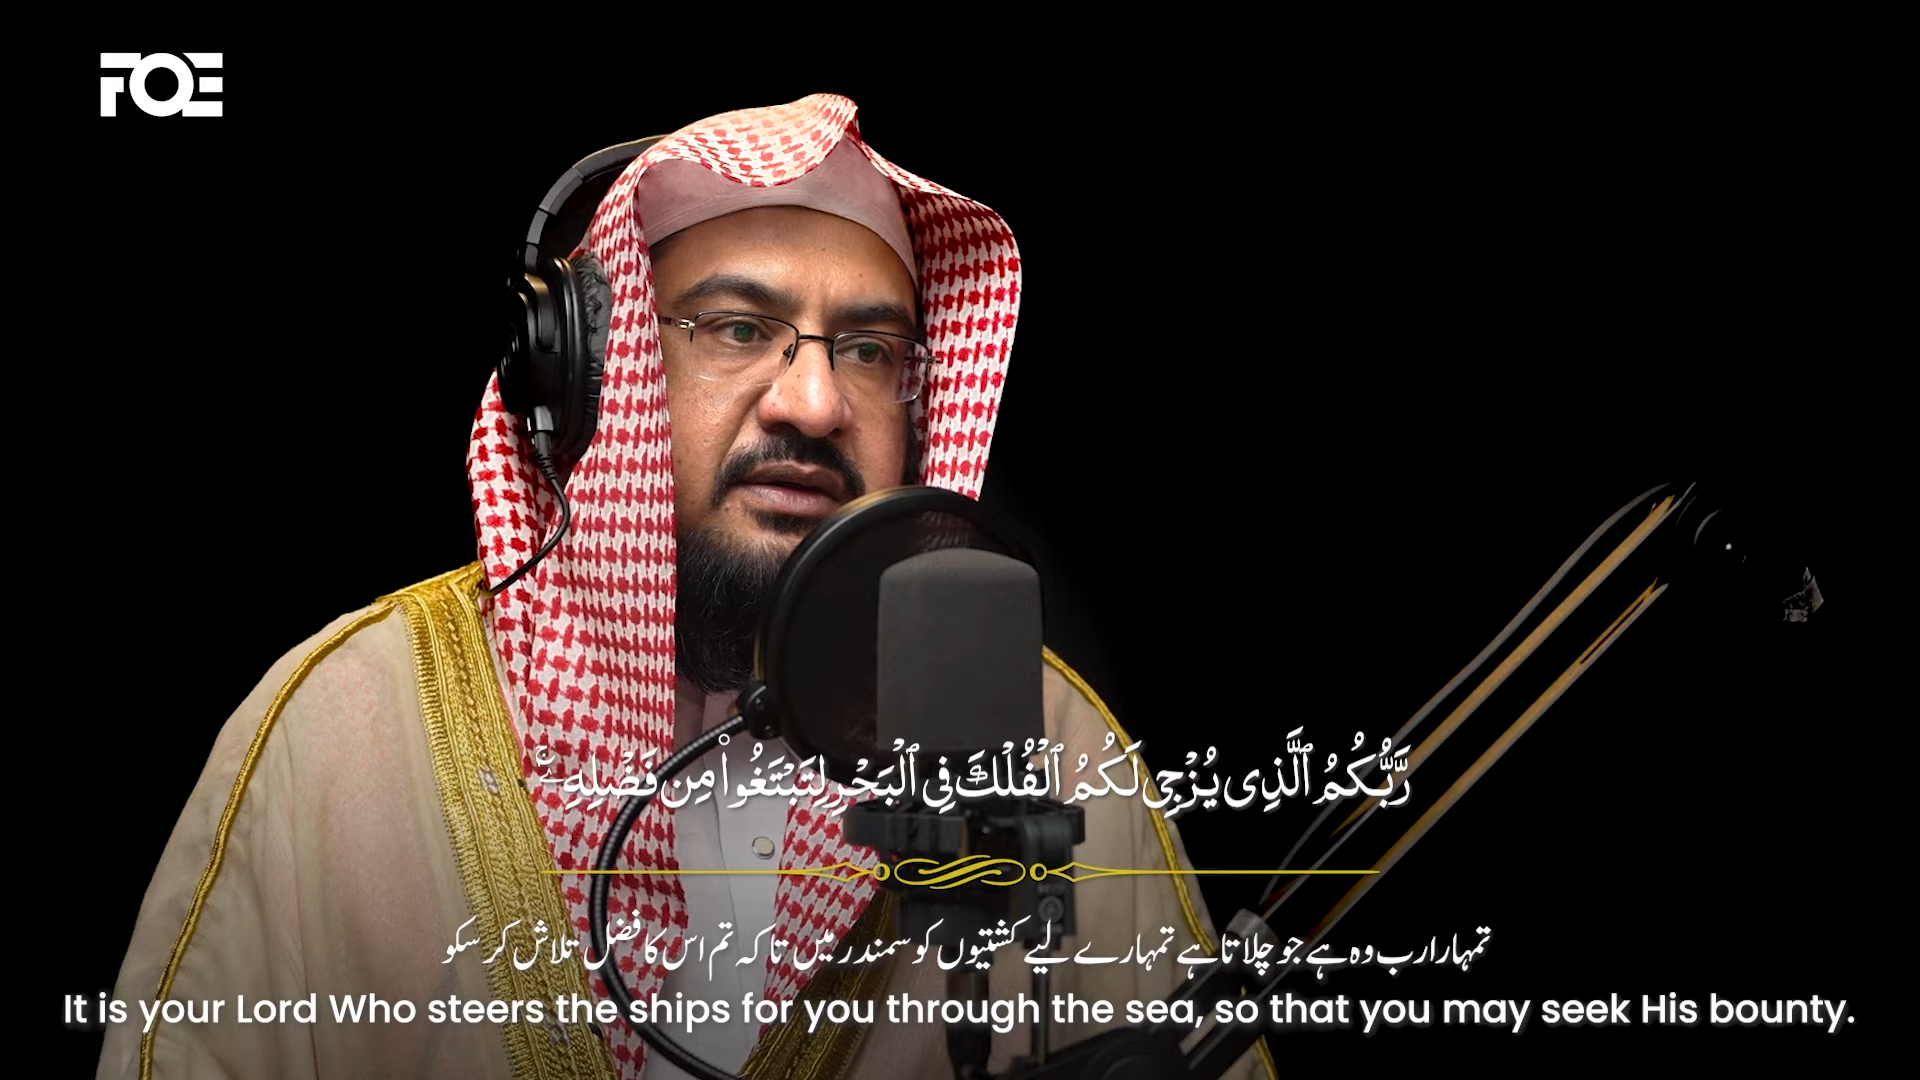 FOE
رَّبُّكُمُ ٱلَّذِى يُزْجِى لَكُمُ ٱلْفُلْكَ فِى ٱلْبَحْرِ لِتَبْتَغُوا۟ مِن فَضْلِهِۦٓ ۚ
تمہارا رب وہ ہے جو چلاتا ہے تمہارے لیے کشتیوں کو سمندر میں تاکہ تم اس کا فضل تلاش کر سکو
It is your Lord Who steers the ships for you through the sea, so that you may seek His bounty.